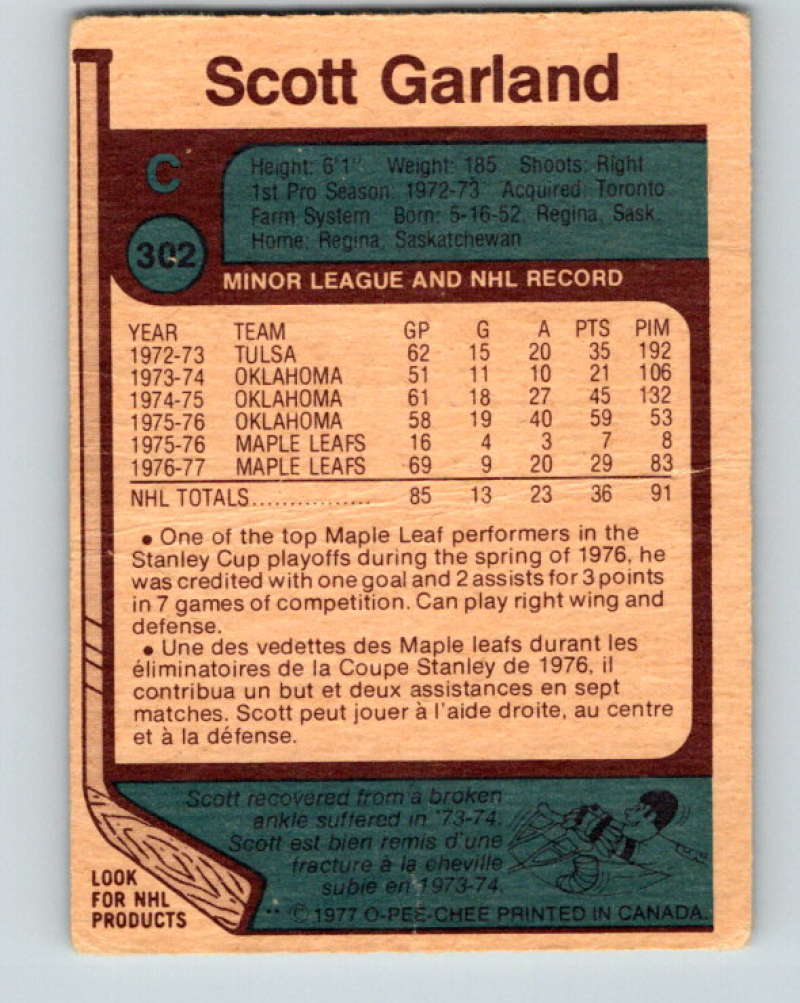 Scott Garland
C
Height: 6'1" Weight: 185 Shoots: Right
1st Pro Season: 1972-73 Acquired: Toronto
Farm System Born: 5-16-52, Regina, Sask.
Home: Regina, Saskatchewan
302
MINOR LEAGUE AND NHL RECORD
YEAR TEAM GP G A PTS PIM
1972-73 TULSA 62 15 20 35 192
1973-74 OKLAHOMA 51 11 10 21 106
1974-75 OKLAHOMA 61 18 27 45 132
1975-76 OKLAHOMA 58 19 40 59 53
1975-76 MAPLE LEAFS 16 4 3 7 8
1976-77 MAPLE LEAFS 69 9 20 29 83
NHL TOTALS................ 85 13 23 36 91
• One of the top Maple Leaf performers in the
Stanley Cup playoffs during the spring of 1976, he
was credited with one goal and 2 assists for 3 points
in 7 games of competition. Can play right wing and
defense.
• Une des vedettes des Maple leafs durant les
éliminatoires de la Coupe Stanley de 1976, il
contribua un but et deux assistances en sept
matches. Scott peut jouer à l'aide droite, au centre
et à la défense.
Scott recovered from a broken
ankle suffered in '73-74.
Scott est bien remis d'une
fracture à la cheville
subie en 1973-74.
LOOK
FOR NHL
PRODUCTS
** © 1977 O-PEE-CHEE PRINTED IN CANADA.